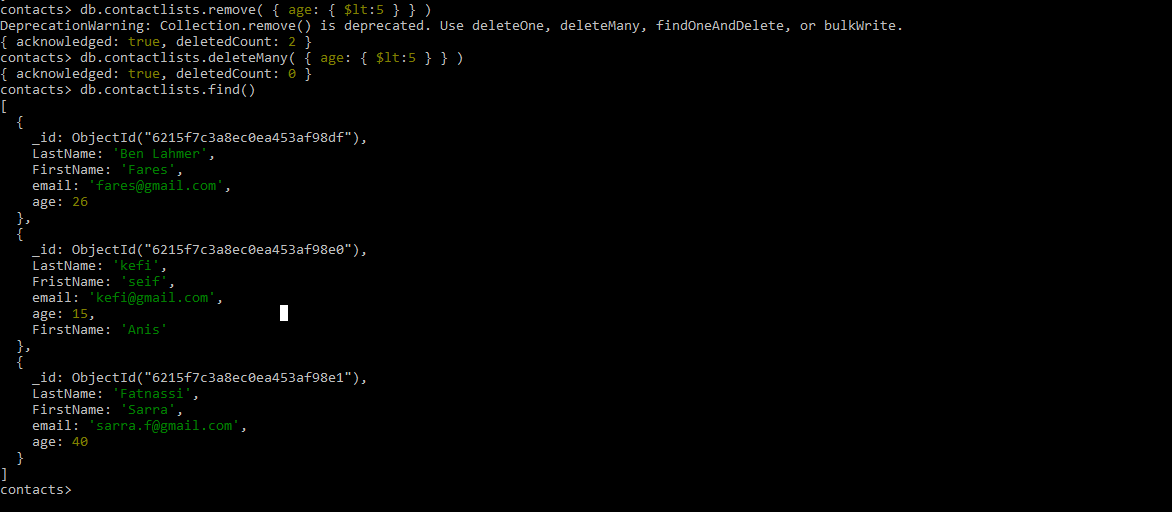 contacts> db.contactlists.remove( { age: { $lt:5 } } )
DeprecationWarning: Collection.remove() is deprecated. Use deleteOne, deleteMany, findOneAndDelete, or bulkWrite.
{ acknowledged: true, deletedCount: 2 }
contacts> db.contactlists.deleteMany( { age: { $lt:5 } } )
{ acknowledged: true, deletedCount: 0 }
contacts> db.contactlists.find()
[
  {
    _id: ObjectId("6215f7c3a8ec0ea453af98df"),
    LastName: 'Ben Lahmer',
    FirstName: 'Fares',
    email: 'fares@gmail.com',
    age: 26
  },
  {
    _id: ObjectId("6215f7c3a8ec0ea453af98e0"),
    LastName: 'kefi',
    FristName: 'seif',
    email: 'kefi@gmail.com',
    age: 15,
    FirstName: 'Anis'
  },
  {
    _id: ObjectId("6215f7c3a8ec0ea453af98e1"),
    LastName: 'Fatnassi',
    FirstName: 'Sarra',
    email: 'sarra.f@gmail.com',
    age: 40
  }
]
contacts>